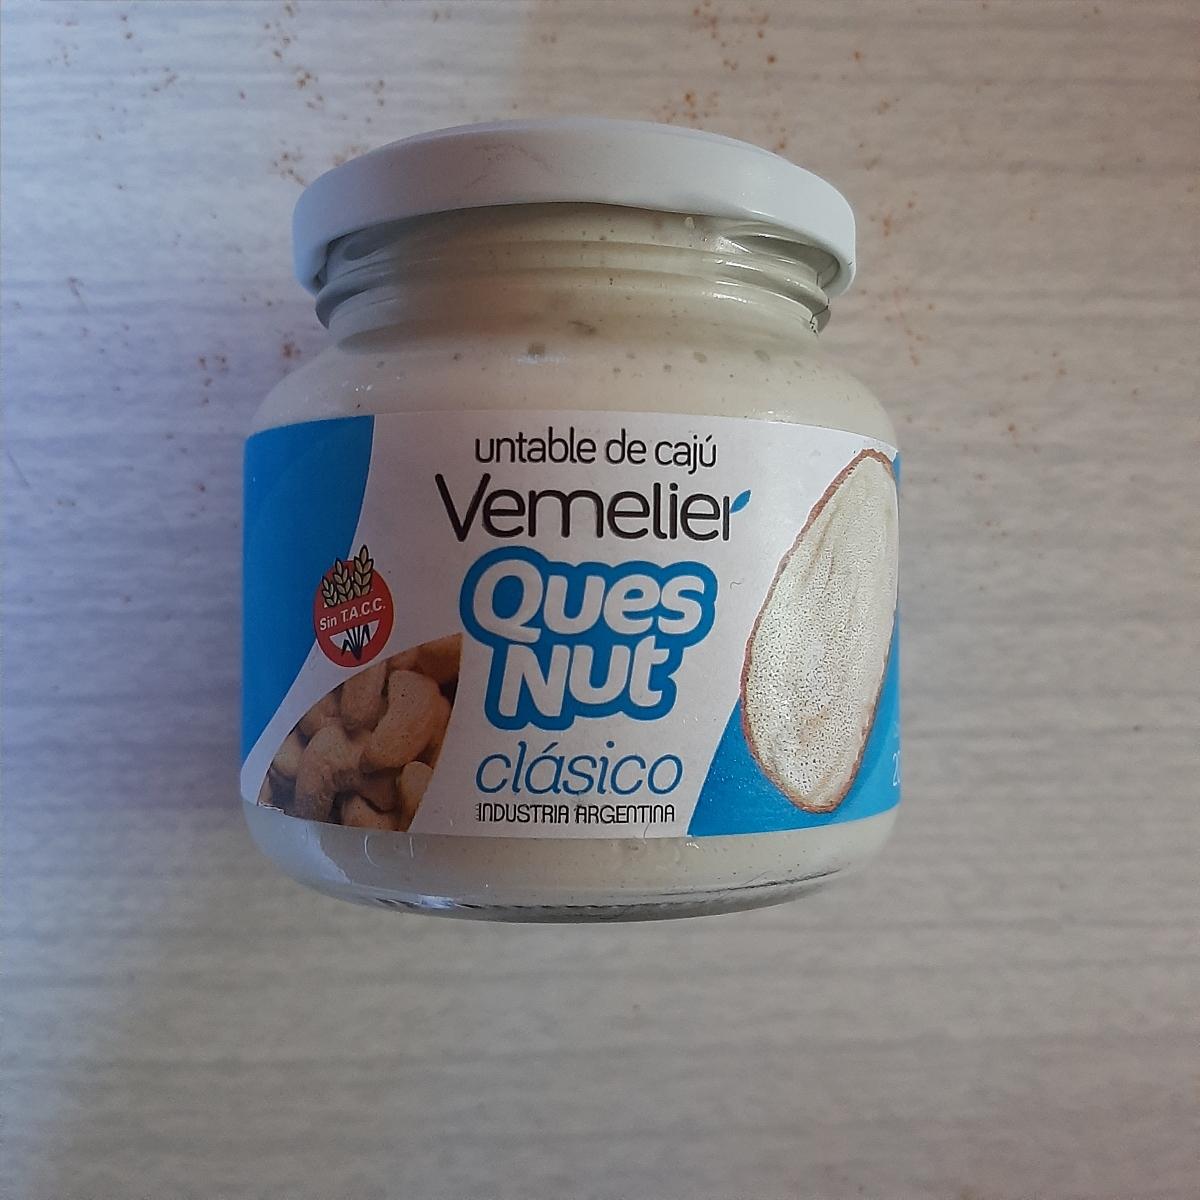 untable de cajú
Vemelier
Sin T.A.C.C.
Ques
Nut
clásico
INDUSTRIA ARGENTINA